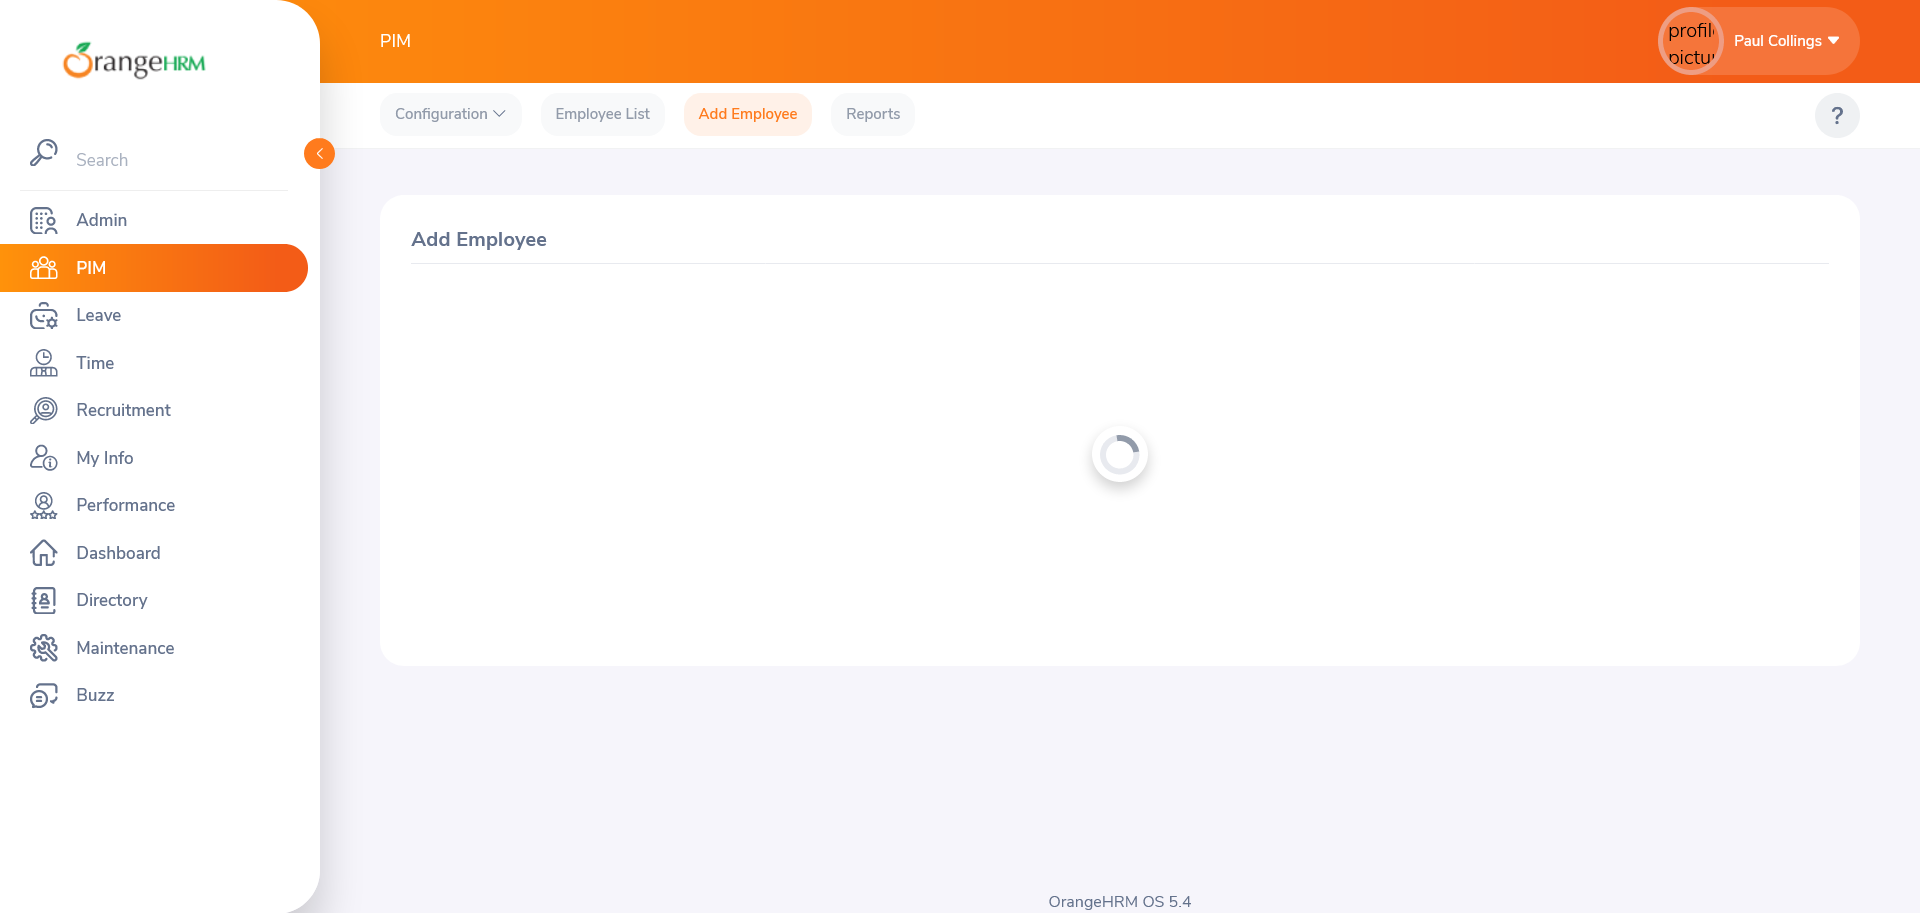 OrangeHRM
Search
Admin
PIM
Leave
Time
Recruitment
My Info
Performance
Dashboard
Directory
Maintenance
Buzz
PIM
profile
pictu
Paul Collings
Configuration
Employee List
Add Employee
Reports
?
Add Employee
OrangeHRM OS 5.4